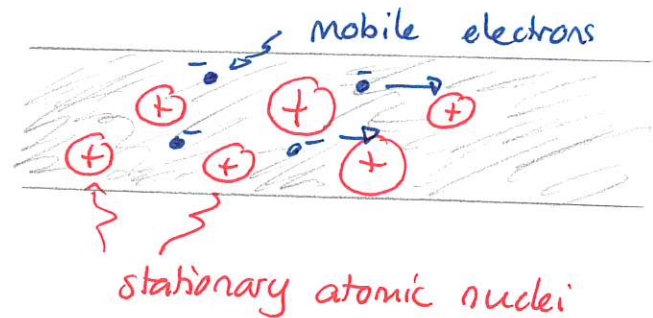 mobile electrons
- -
+ + +
- -
+ + +
stationary atomic nuclei